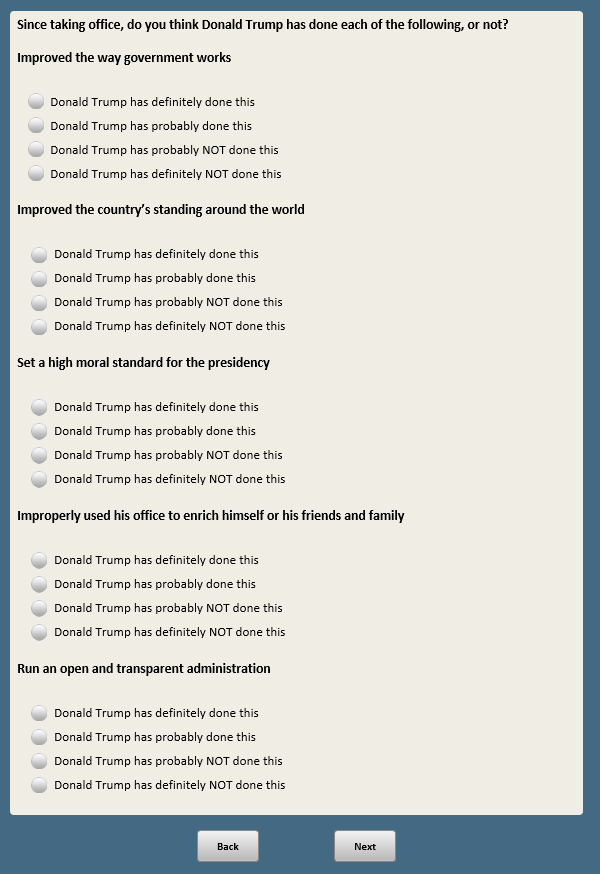 Since taking office, do you think Donald Trump has done each of the following, or not?
Improved the way government works
Donald Trump has definitely done this
Donald Trump has probably done this
Donald Trump has probably NOT done this
Donald Trump has definitely NOT done this
Improved the country’s standing around the world
Donald Trump has definitely done this
Donald Trump has probably done this
Donald Trump has probably NOT done this
Donald Trump has definitely NOT done this
Set a high moral standard for the presidency
Donald Trump has definitely done this
Donald Trump has probably done this
Donald Trump has probably NOT done this
Donald Trump has definitely NOT done this
Improperly used his office to enrich himself or his friends and family
Donald Trump has definitely done this
Donald Trump has probably done this
Donald Trump has probably NOT done this
Donald Trump has definitely NOT done this
Run an open and transparent administration
Donald Trump has definitely done this
Donald Trump has probably done this
Donald Trump has probably NOT done this
Donald Trump has definitely NOT done this
Back Next